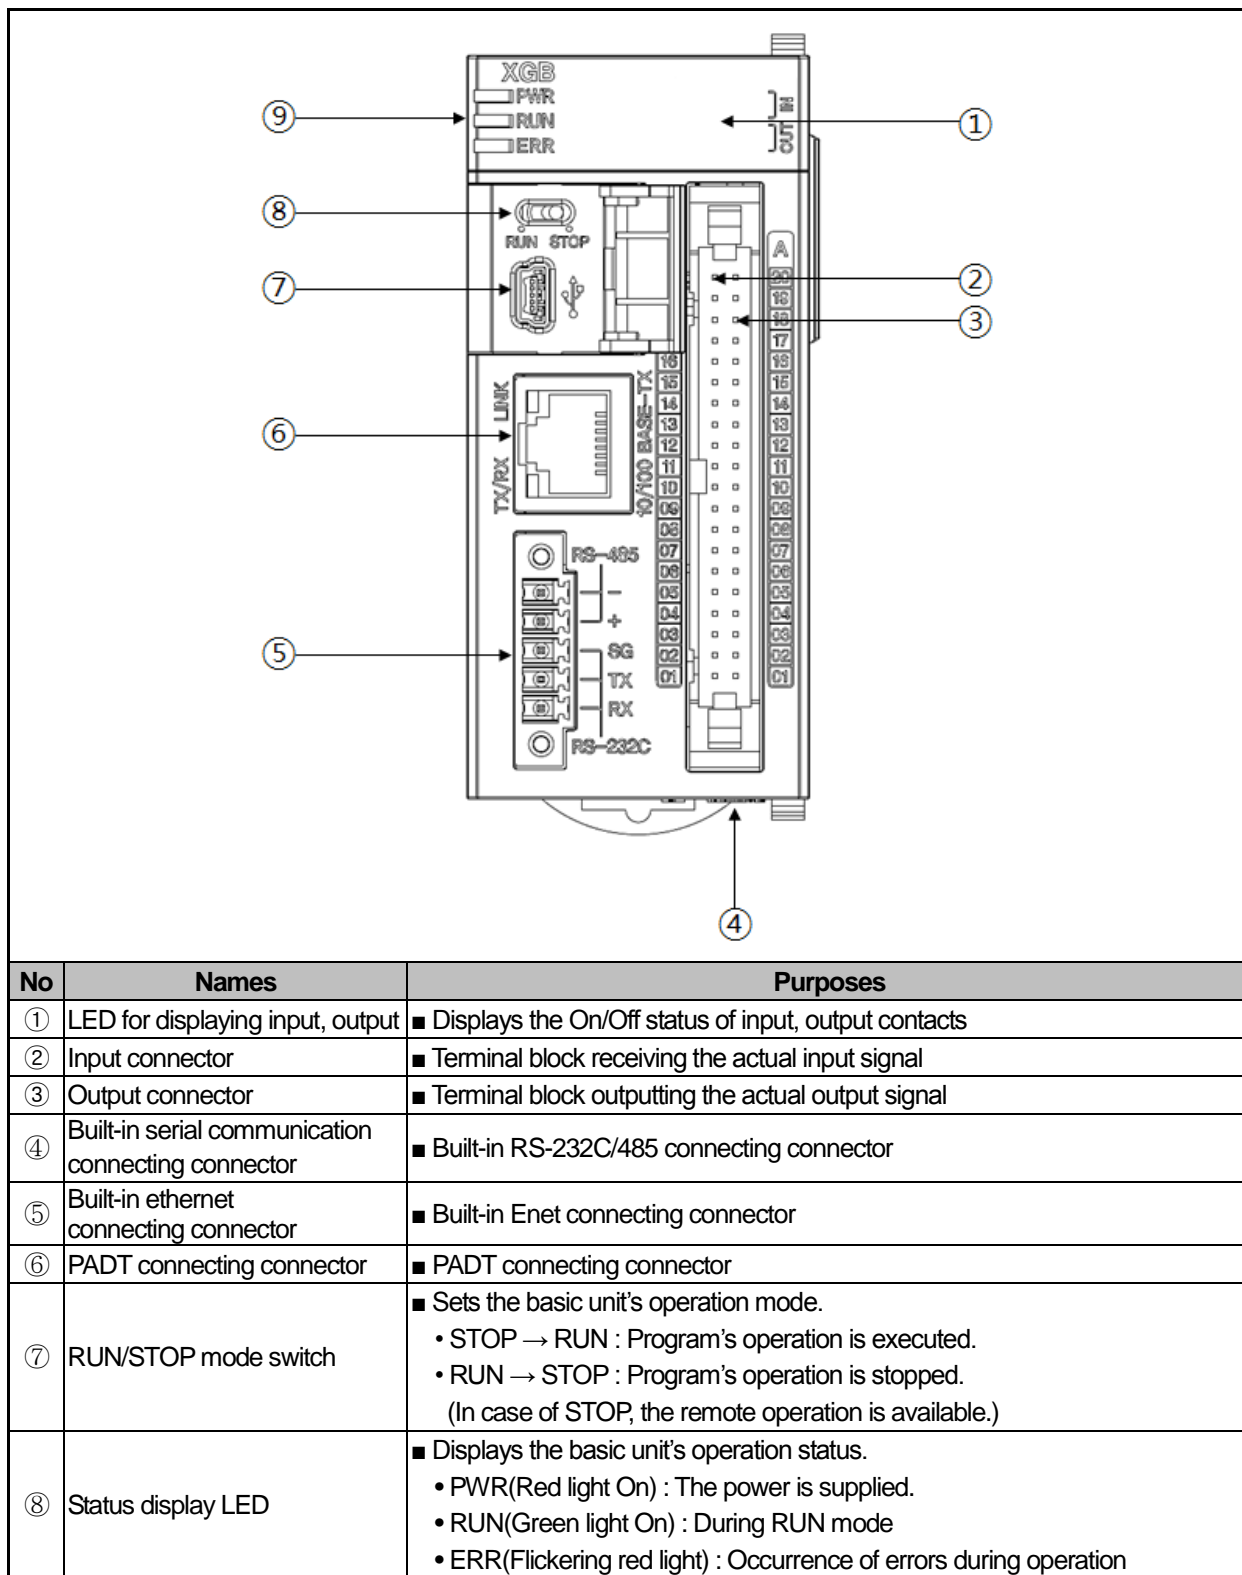 XGB
PWR
RUN
ERR
IN
OUT
⑨
①
⑧
RUN STOP
⑦
②
③
A
20
19
18
17
16
15
14
13
12
11
10
09
08
07
06
05
04
03
02
01
16
15
14
13
12
11
10
09
08
07
06
05
04
03
02
01
LINK
TX/RX
10/100 BASE-TX
⑥
RS-485
-
+
SG
TX
RX
RS-232C
⑤
④
No Names Purposes
① LED for displaying input, output ■ Displays the On/Off status of input, output contacts
② Input connector ■ Terminal block receiving the actual input signal
③ Output connector ■ Terminal block outputting the actual output signal
④ Built-in serial communication
connecting connector ■ Built-in RS-232C/485 connecting connector
⑤ Built-in ethernet
connecting connector ■ Built-in Enet connecting connector
⑥ PADT connecting connector ■ PADT connecting connector
⑦ RUN/STOP mode switch ■ Sets the basic unit's operation mode.
• STOP → RUN : Program's operation is executed.
• RUN → STOP : Program's operation is stopped.
(In case of STOP, the remote operation is available.)
⑧ Status display LED ■ Displays the basic unit's operation status.
• PWR(Red light On) : The power is supplied.
• RUN(Green light On) : During RUN mode
• ERR(Flickering red light) : Occurrence of errors during operation